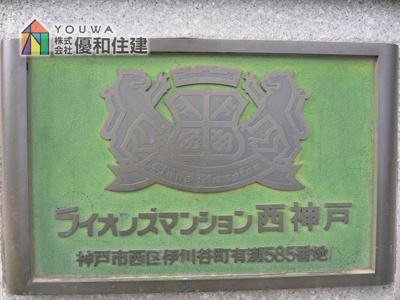 YOUWA
株式会社優和住建
ライオンズマンション西神戸
神戸市西区伊川谷町有瀬585番地